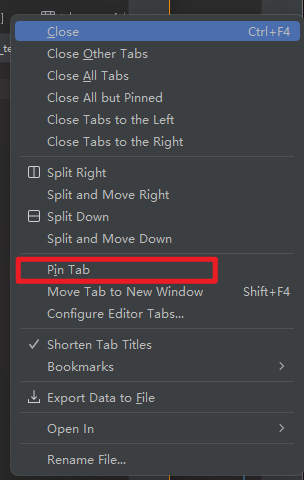 Close Ctrl+F4
Close Other Tabs
Close All Tabs
Close All but Pinned
Close Tabs to the Left
Close Tabs to the Right
Split Right
Split and Move Right
Split Down
Split and Move Down
Pin Tab
Move Tab to New Window Shift+F4
Configure Editor Tabs...
Shorten Tab Titles
Bookmarks
Export Data to File
Open In
Rename File...